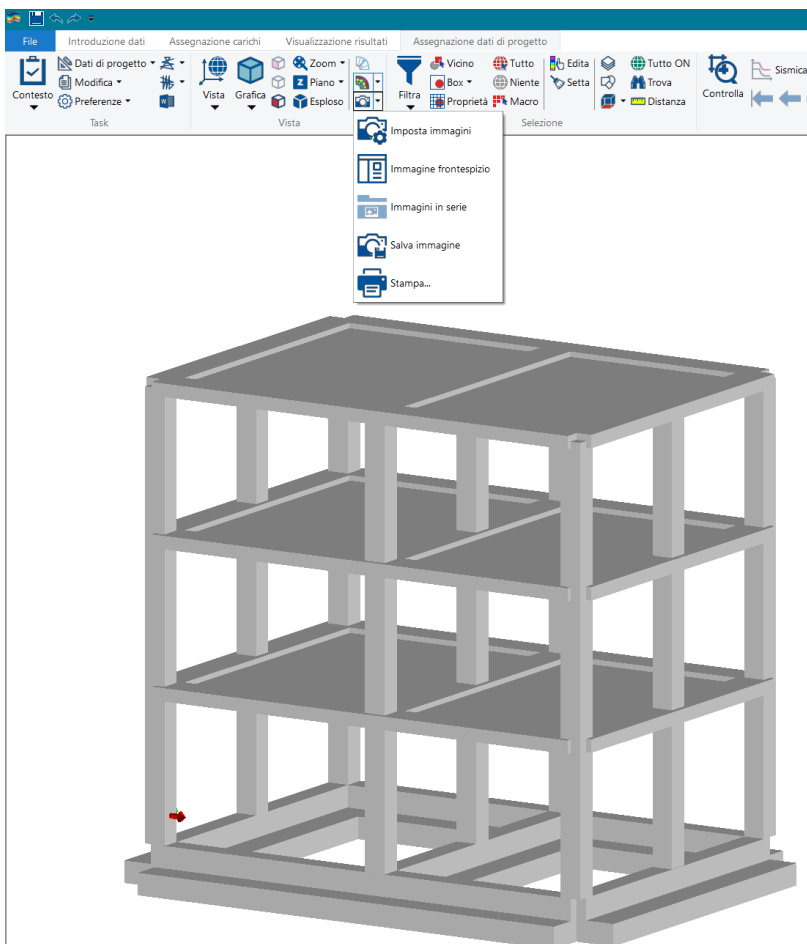 File Introduzione dati Assegnazione carichi Visualizzazione risultati Assegnazione dati di progetto
Contesto
Dati di progetto
Modifica
Preferenze
Task
Vista
Grafica
Zoom
Z Piano
Esploso
Vista
Filtra
Vicino
Box
Proprietà
Tutto
Niente
Macro
Edita
Setta
Tutto ON
Trova
Distanza
Selezione
Controlla
Sismica
Imposta immagini
Immagine frontespizio
Immagini in serie
Salva immagine
Stampa...